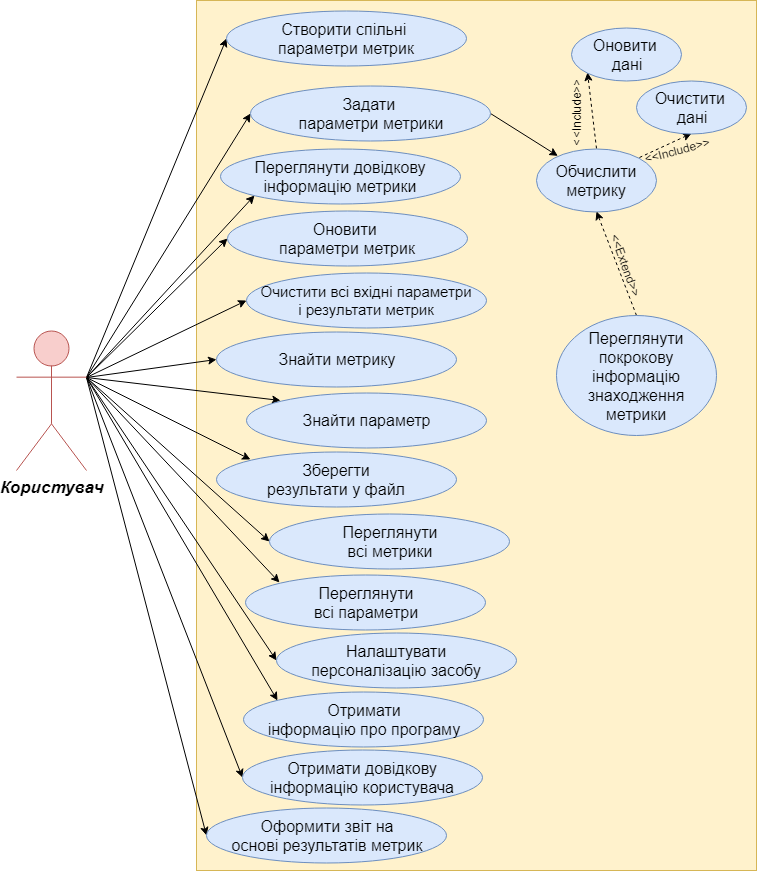 Створити спільні
параметри метрик
Задати
параметри метрики
Переглянути довідкову
інформацію метрики
Оновити
параметри метрик
Очистити всі вхідні параметри
і результати метрик
Знайти метрику
Знайти параметр
Зберегти
результати у файл
Переглянути
всі метрики
Переглянути
всі параметри
Налаштувати
персоналізацію засобу
Отримати
інформацію про програму
Отримати довідкову
інформацію користувача
Оформити звіт на
основі результатів метрик
Користувач
Оновити
дані
Очистити
дані
<<Include>>
<<Include>>
Обчислити
метрику
<<Extend>>
Переглянути
покрокову
інформацію
знаходження
метрики